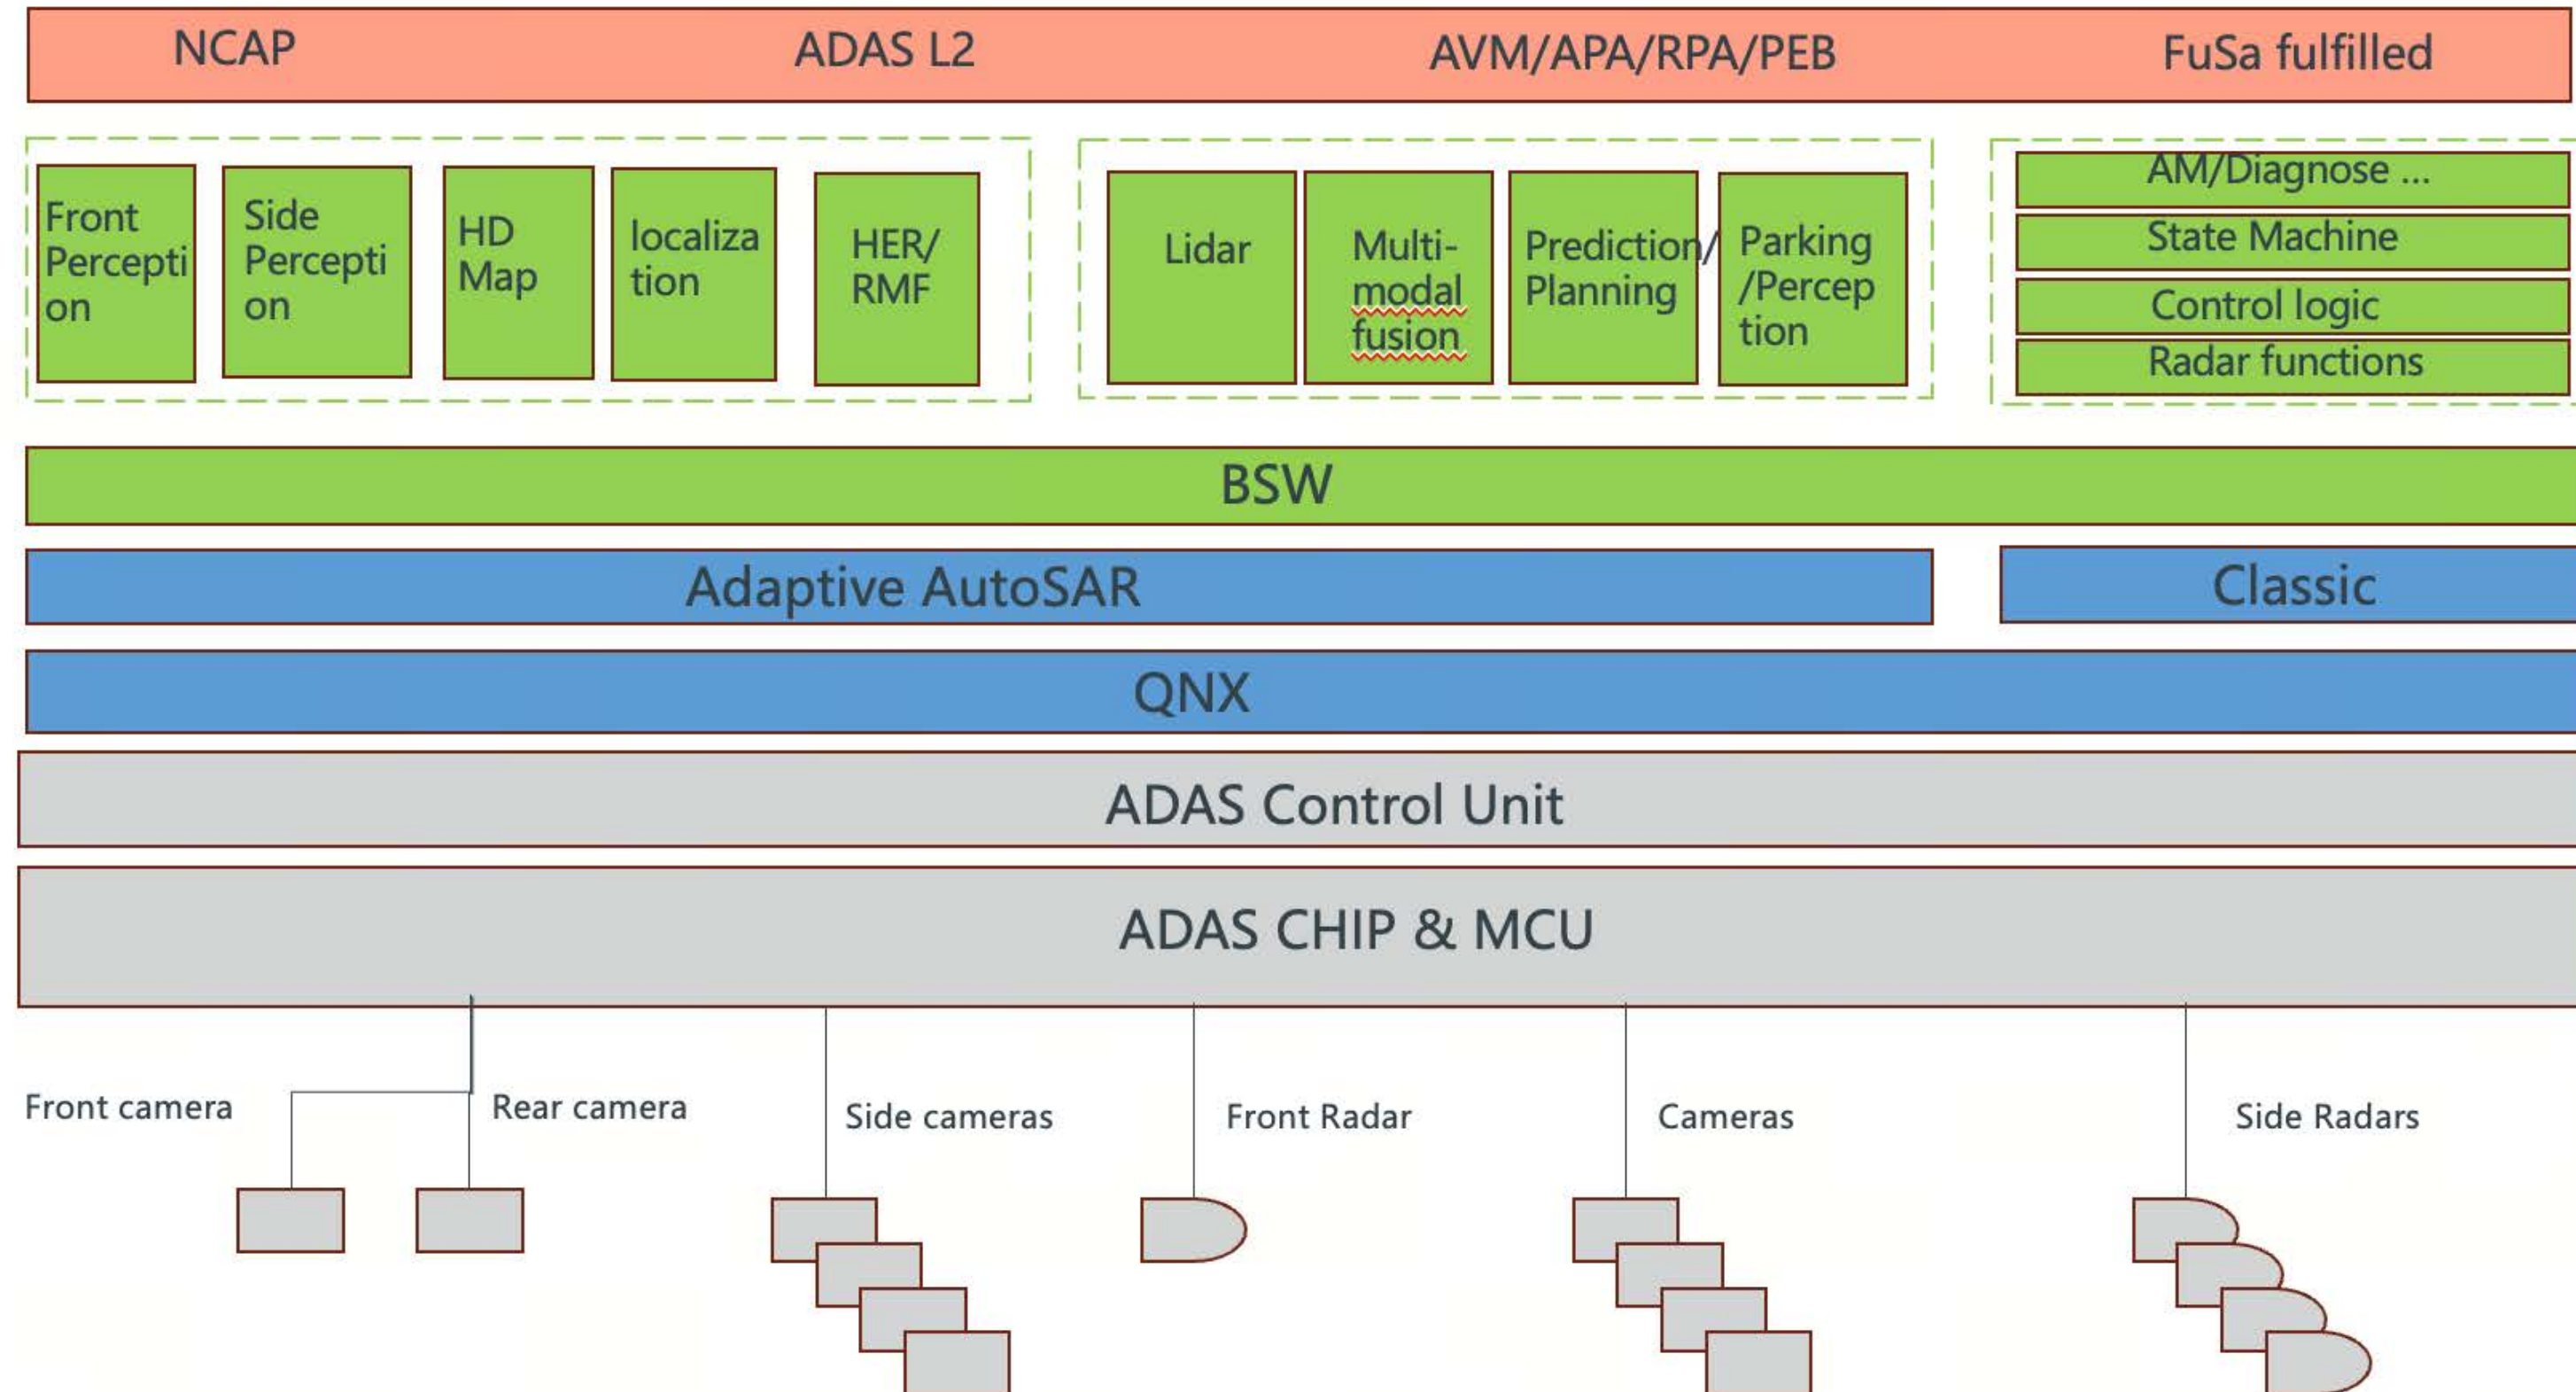 NCAP
ADAS L2
AVM/APA/RPA/PEB
FuSa fulfilled
Front
Percepti
on
Side
Percepti
on
HD
Map
localiza
tion
HER/
RMF
Lidar
Multi-
modal
fusion
Prediction/
Planning
Parking
/Percep
tion
AM/Diagnose ...
State Machine
Control logic
Radar functions
BSW
Adaptive AutoSAR
Classic
QNX
ADAS Control Unit
ADAS CHIP & MCU
Front camera
Rear camera
Side cameras
Front Radar
Cameras
Side Radars